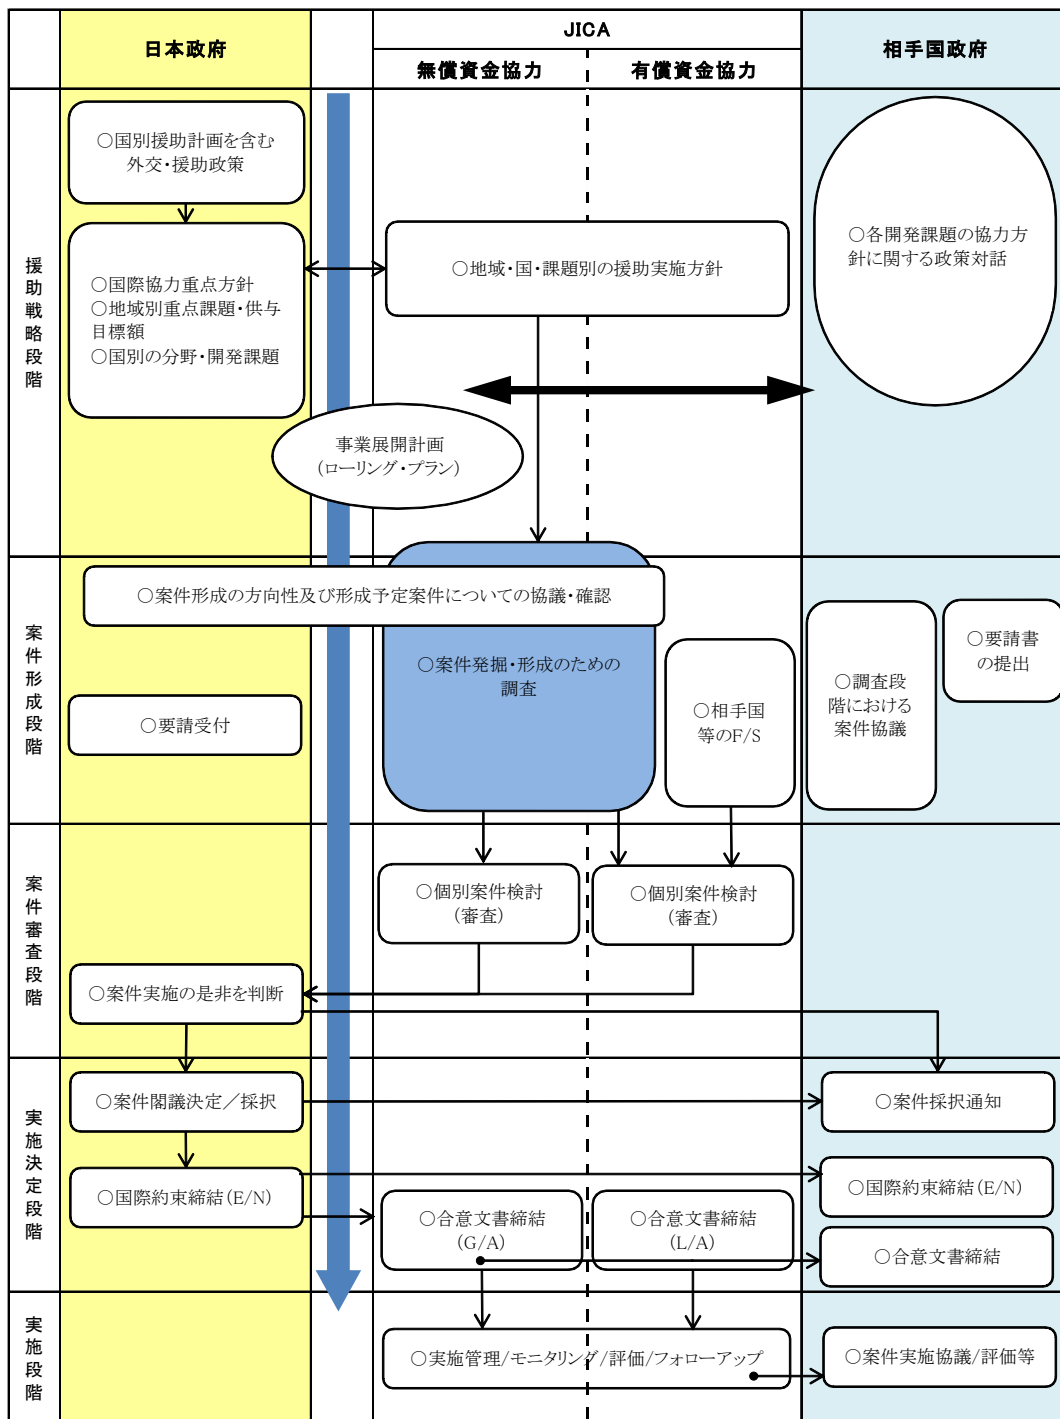 日本政府
JICA
無償資金協力
有償資金協力
相手国政府
援助戦略段階
○国別援助計画を含む
外交・援助政策
○国際協力重点方針
○地域別重点課題・供与
目標額
○国別の分野・開発課題
○地域・国・課題別の援助実施方針
○各開発課題の協力方
針に関する政策対話
事業展開計画
(ローリング・プラン)
案件形成段階
○案件形成の方向性及び形成予定案件についての協議・確認
○案件発掘・形成のための
調査
○要請受付
○相手国
等のF/S
○調査段
階における
案件協議
○要請書
の提出
案件審査段階
○個別案件検討
(審査)
○個別案件検討
(審査)
○案件実施の是非を判断
実施決定段階
○案件閣議決定／採択
○案件採択通知
○国際約束締結(E/N)
○国際約束締結(E/N)
○合意文書締結
(G/A)
○合意文書締結
(L/A)
○合意文書締結
実施段階
○実施管理/モニタリング/評価/フォローアップ
○案件実施協議/評価等